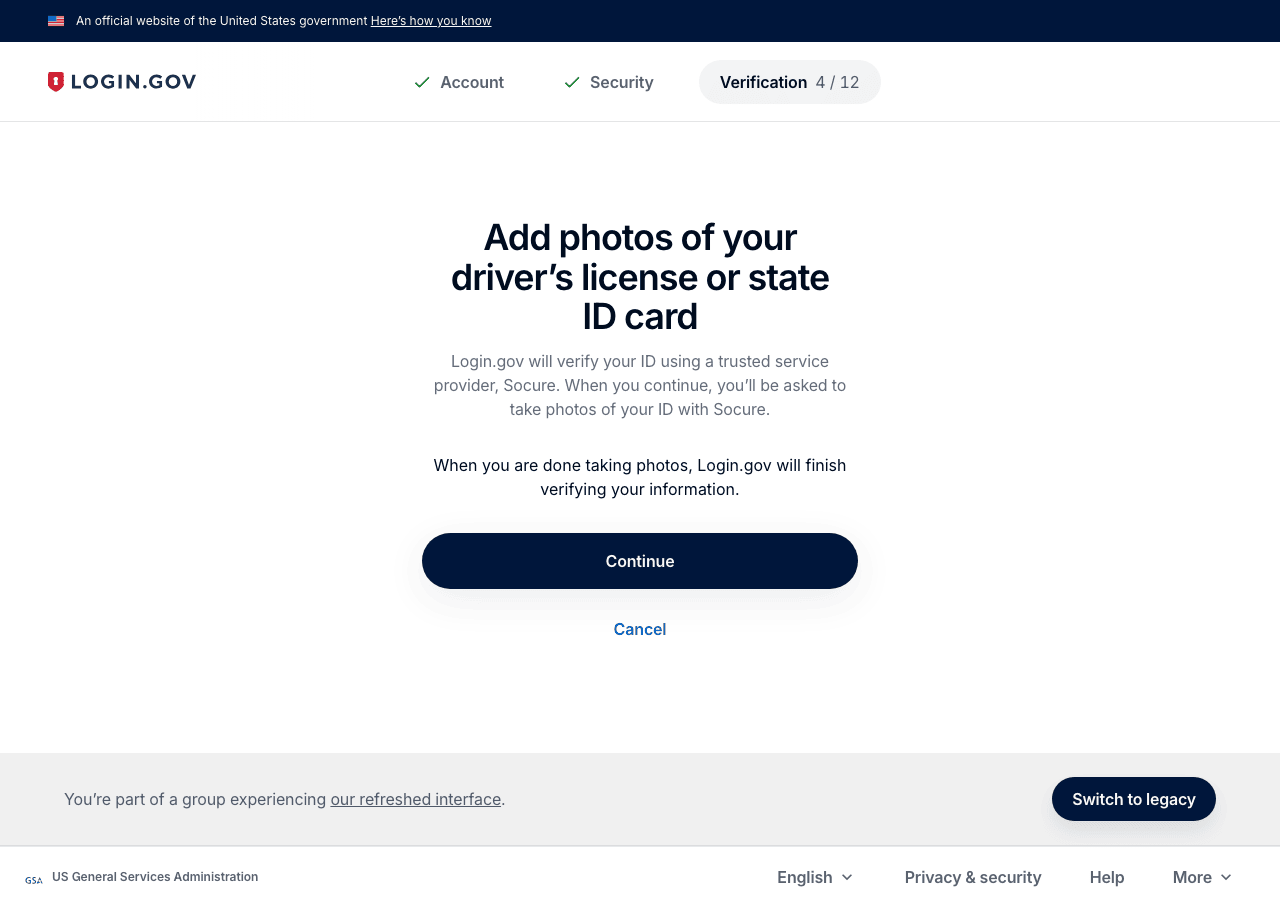 An official website of the United States government Here’s how you know
LOGIN.GOV
Account
Security
Verification 4 / 12
Add photos of your
driver’s license or state
ID card
Login.gov will verify your ID using a trusted service
provider, Socure. When you continue, you’ll be asked to
take photos of your ID with Socure.
When you are done taking photos, Login.gov will finish
verifying your information.
Continue
Cancel
You’re part of a group experiencing our refreshed interface.
Switch to legacy
GSA
US General Services Administration
English
Privacy & security
Help
More